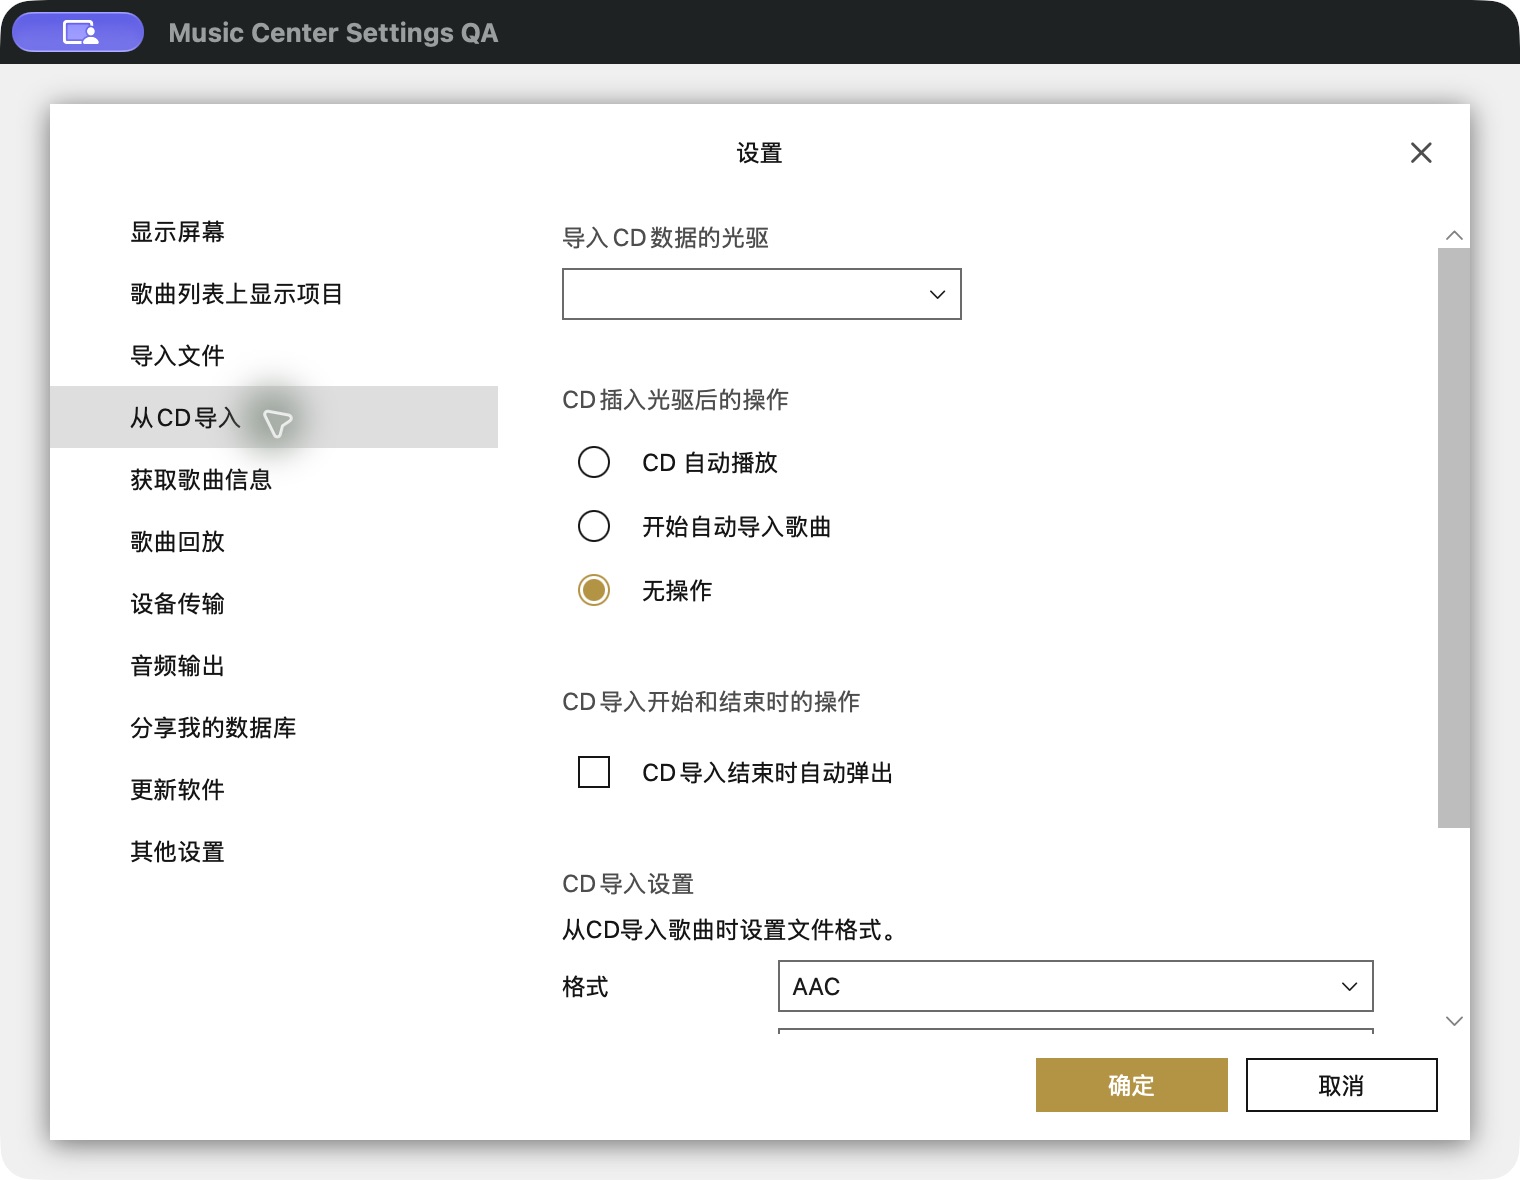 Music Center Settings QA
设置
显示屏幕
歌曲列表上显示项目
导入文件
从CD导入
获取歌曲信息
歌曲回放
设备传输
音频输出
分享我的数据库
更新软件
其他设置
导入CD数据的光驱
CD插入光驱后的操作
CD 自动播放
开始自动导入歌曲
无操作
CD导入开始和结束时的操作
CD导入结束时自动弹出
CD导入设置
从CD导入歌曲时设置文件格式。
格式 AAC
确定 取消